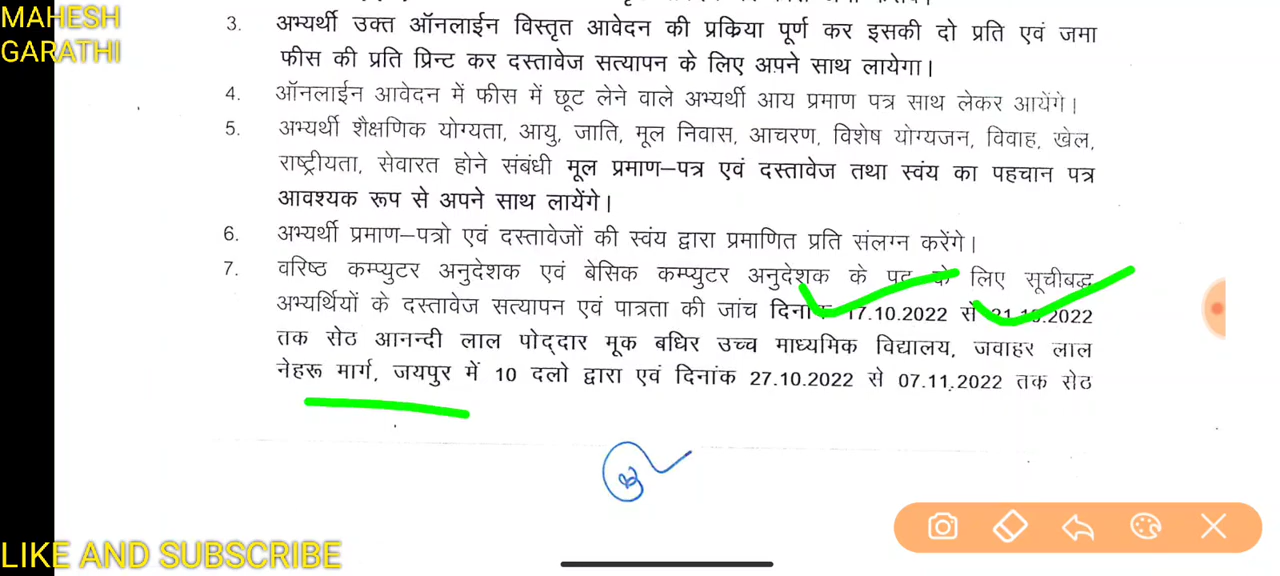 MAHESH
GARATHI
3. अभ्यर्थी उक्त ऑनलाईन विस्तृत आवेदन की प्रकिया पूर्ण कर इसकी दो प्रति एवं जमा
फीस की प्रति प्रिन्ट कर दस्तावेज सत्यापन के लिए अपने साथ लायेगा।
4. ऑनलाईन आवेदन में फीस में छूट लेने वाले अभ्यर्थी आय प्रमाण पत्र साथ लेकर आयेंगे।
5. अभ्यर्थी शैक्षणिक योग्यता, आयु, जाति, मूल निवास, आचरण, विशेष योग्यजन, विवाह, खेल,
राष्ट्रीयता, सेवारत होने संबंधी मूल प्रमाण–पत्र एवं दस्तावेज तथा स्वंय का पहचान पत्र
आवश्यक रूप से अपने साथ लायेंगे।
6. अभ्यर्थी प्रमाण–पत्रो एवं दस्तावेजों की स्वंय द्वारा प्रमाणित प्रति संलग्न करेंगे।
7. वरिष्ठ कम्प्युटर अनुदेशक एवं बेसिक कम्प्युटर अनुदेशक के पद के लिए सूचीबद्ध
अभ्यर्थियों के दस्तावेज सत्यापन एवं पात्रता की जांच दिनांक 17.10.2022 से 21.10.2022
तक सेठ आनन्दी लाल पोद्दार मूक बधिर उच्च माध्यमिक विद्यालय, जवाहर लाल
नेहरू मार्ग, जयपुर में 10 दलो द्वारा एवं दिनांक 27.10.2022 से 07.11.2022 तक सेठ
LIKE AND SUBSCRIBE